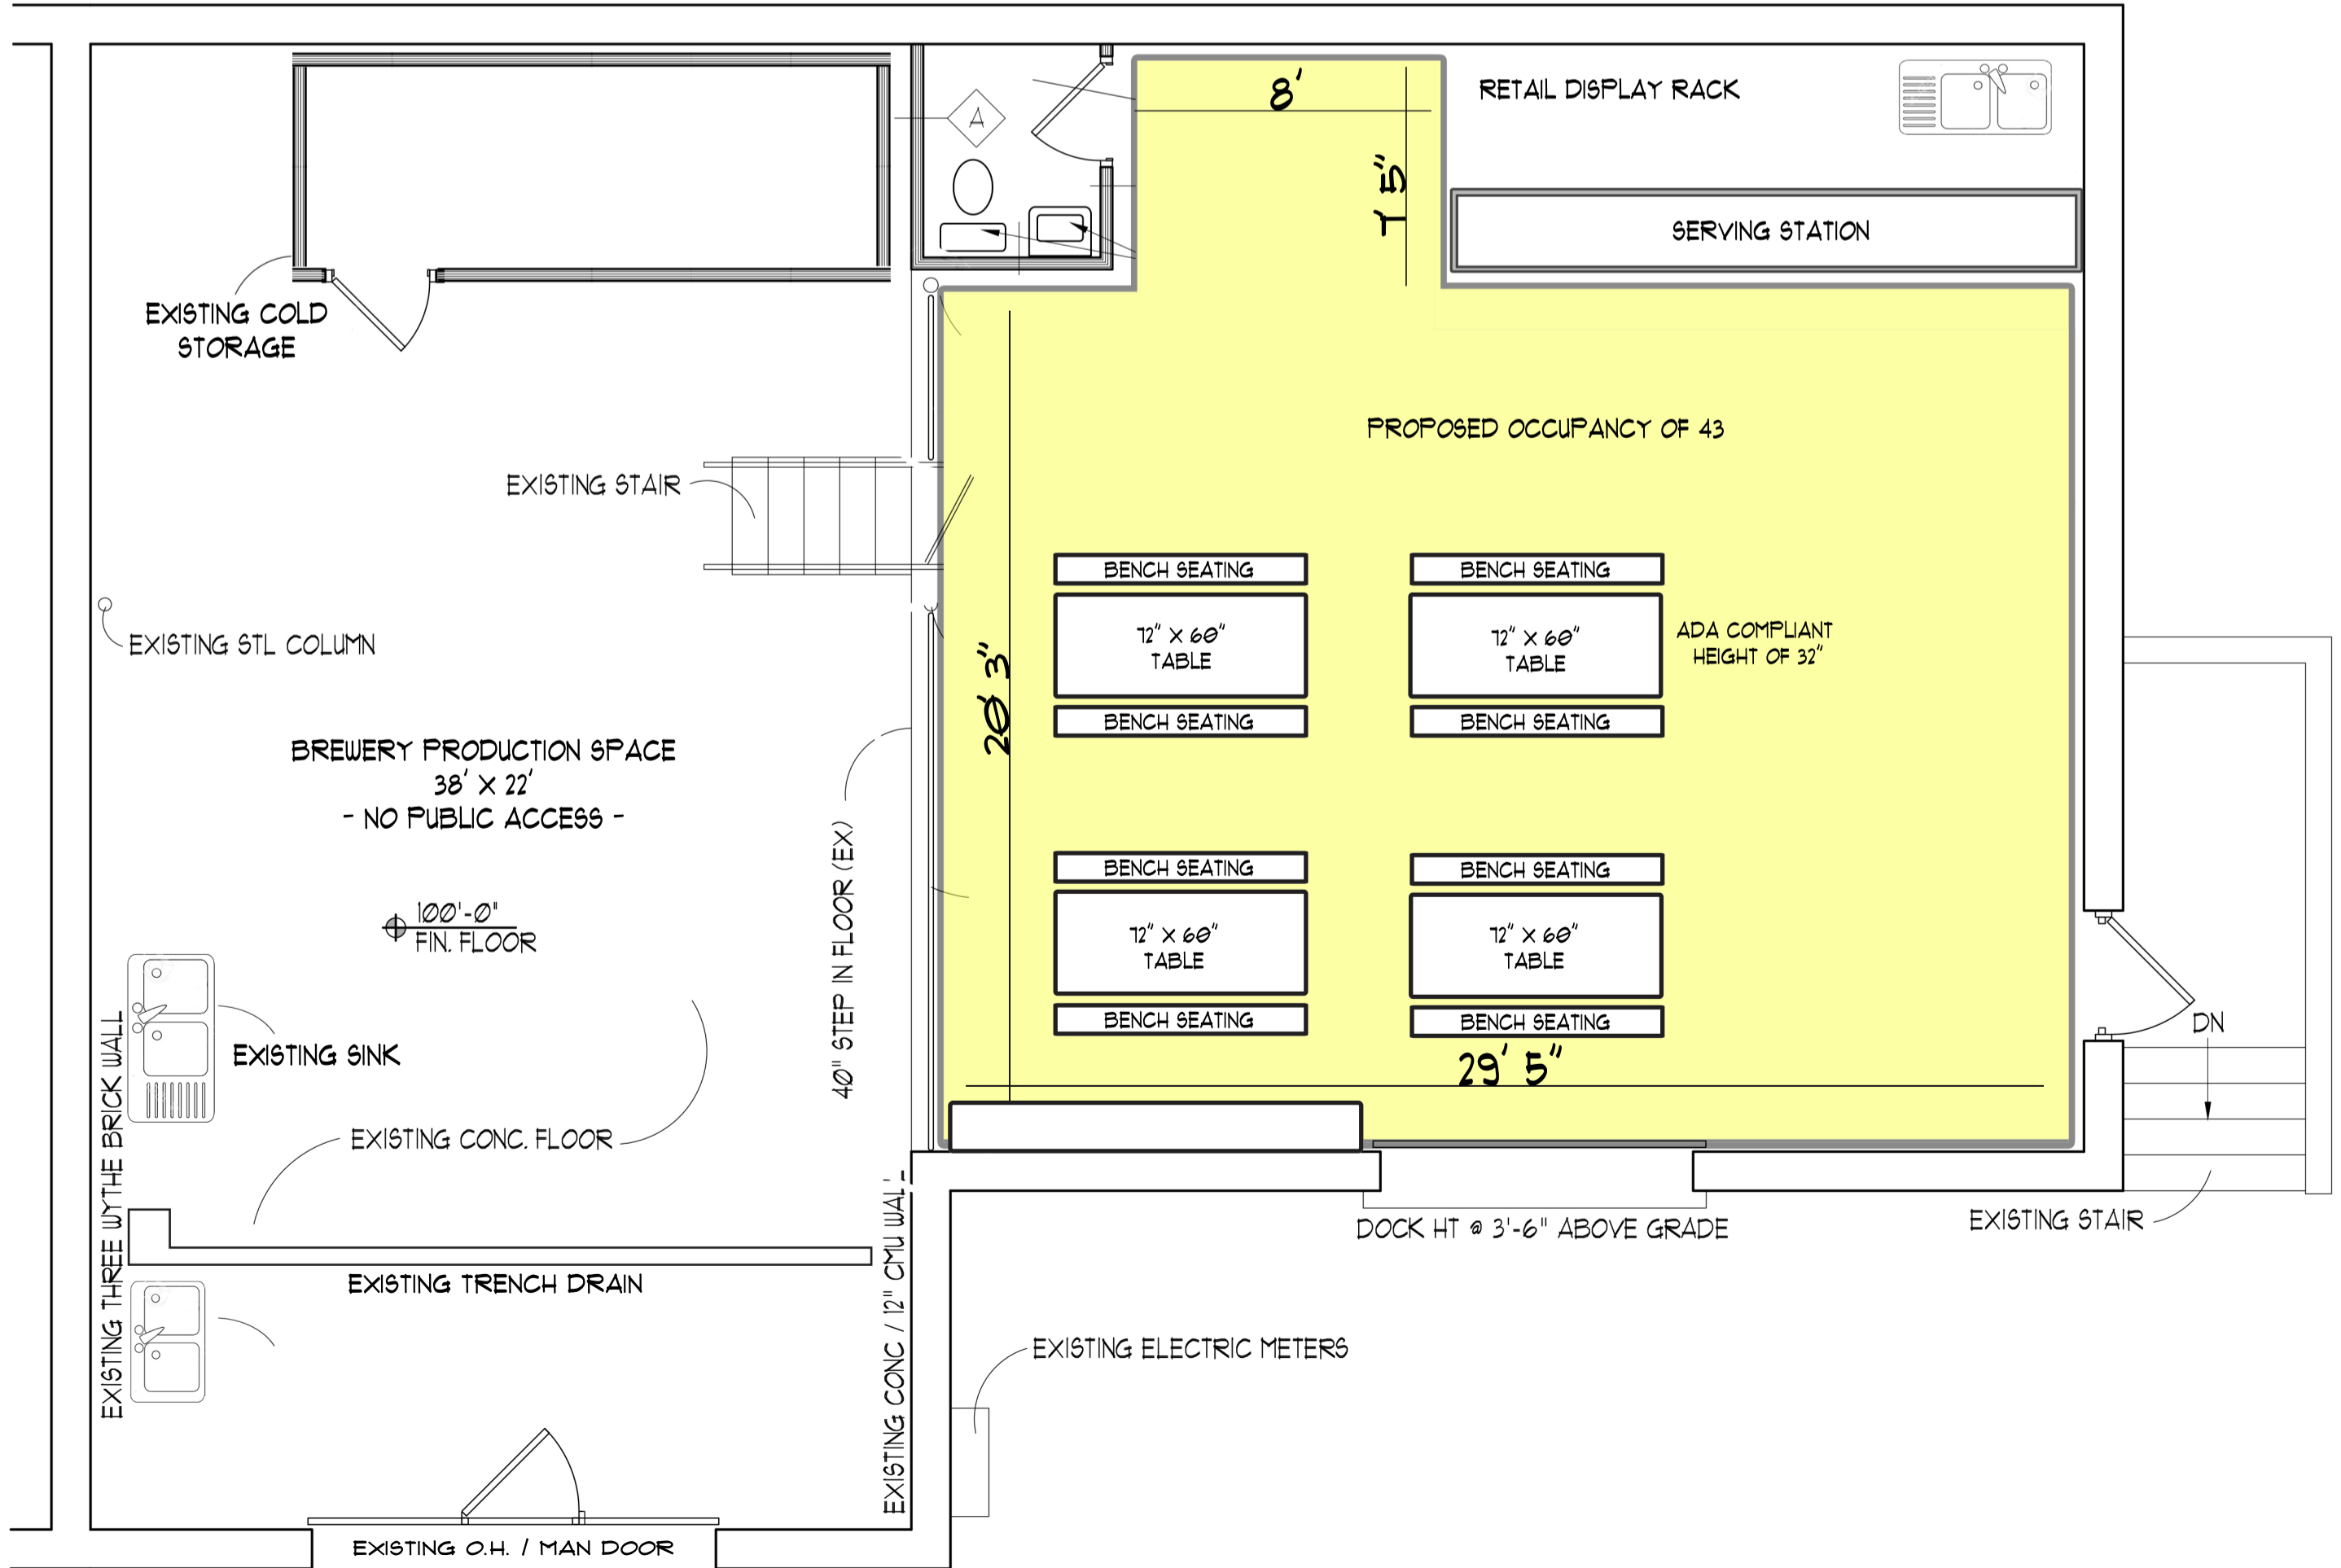 8'
RETAIL DISPLAY RACK
A
7' 5"
SERVING STATION
EXISTING COLD
STORAGE
PROPOSED OCCUPANCY OF 43
EXISTING STAIR
BENCH SEATING
BENCH SEATING
72" X 60"
TABLE
72" X 60"
TABLE
ADA COMPLIANT
HEIGHT OF 32"
BENCH SEATING
BENCH SEATING
EXISTING STL COLUMN
20' 3"
BREWERY PRODUCTION SPACE
38' X 22'
- NO PUBLIC ACCESS -
40" STEP IN FLOOR (EX)
BENCH SEATING
BENCH SEATING
100'-0"
FIN. FLOOR
72" X 60"
TABLE
72" X 60"
TABLE
BENCH SEATING
BENCH SEATING
DN
EXISTING SINK
29' 5"
EXISTING CONC. FLOOR
EXISTING THREE WYTHE BRICK WALL
EXISTING CONC / 12" CMU WAL
DOCK HT @ 3'-6" ABOVE GRADE
EXISTING STAIR
EXISTING TRENCH DRAIN
EXISTING ELECTRIC METERS
EXISTING O.H. / MAN DOOR